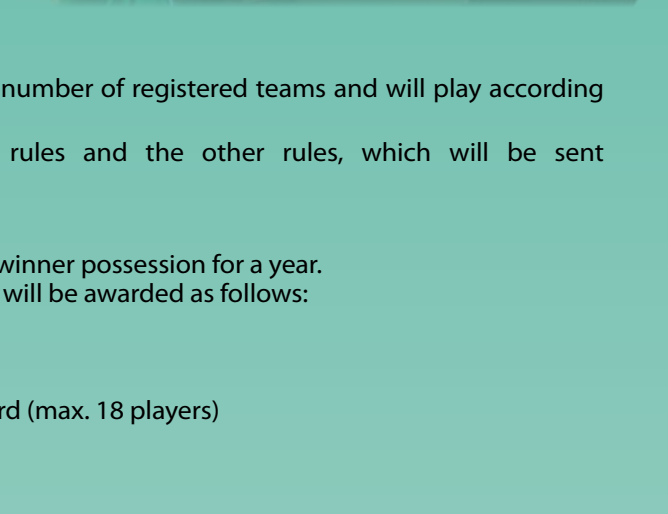 number of registered teams and will play according
rules and the other rules, which will be sent
winner possession for a year.
will be awarded as follows:
rd (max. 18 players)